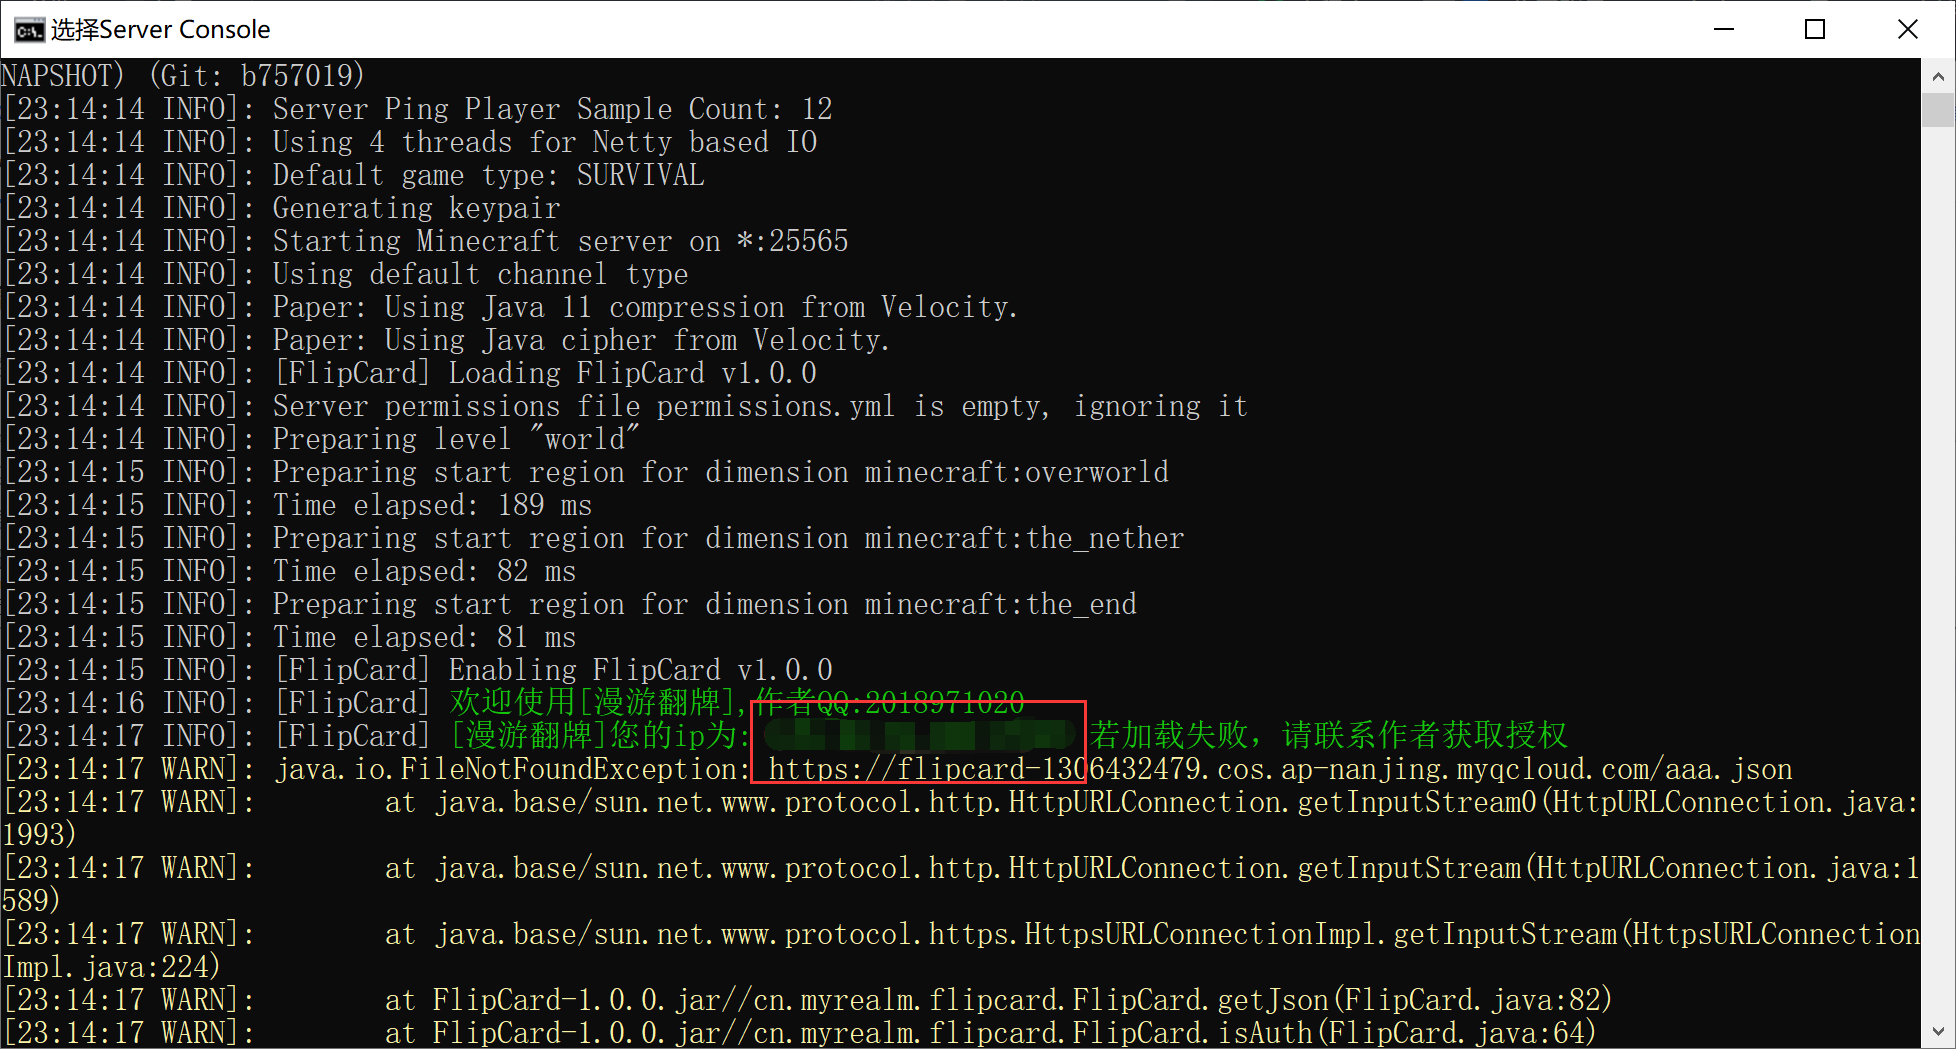 选择Server Console
NAPSHOT) (Git: b757019)
[23:14:14 INFO]: Server Ping Player Sample Count: 12
[23:14:14 INFO]: Using 4 threads for Netty based IO
[23:14:14 INFO]: Default game type: SURVIVAL
[23:14:14 INFO]: Generating keypair
[23:14:14 INFO]: Starting Minecraft server on *:25565
[23:14:14 INFO]: Using default channel type
[23:14:14 INFO]: Paper: Using Java 11 compression from Velocity.
[23:14:14 INFO]: Paper: Using Java cipher from Velocity.
[23:14:14 INFO]: [FlipCard] Loading FlipCard v1.0.0
[23:14:14 INFO]: Server permissions file permissions.yml is empty, ignoring it
[23:14:14 INFO]: Preparing level "world"
[23:14:15 INFO]: Preparing start region for dimension minecraft:overworld
[23:14:15 INFO]: Time elapsed: 189 ms
[23:14:15 INFO]: Preparing start region for dimension minecraft:the_nether
[23:14:15 INFO]: Time elapsed: 82 ms
[23:14:15 INFO]: Preparing start region for dimension minecraft:the_end
[23:14:15 INFO]: Time elapsed: 81 ms
[23:14:15 INFO]: [FlipCard] Enabling FlipCard v1.0.0
[23:14:16 INFO]: [FlipCard] 欢迎使用[漫游翻牌],作者QQ:2018971020
[23:14:17 INFO]: [FlipCard] [漫游翻牌]您的ip为: 若加载失败，请联系作者获取授权
[23:14:17 WARN]: java.io.FileNotFoundException: https://flipcard-1306432479.cos.ap-nanjing.myqcloud.com/aaa.json
[23:14:17 WARN]: at java.base/sun.net.www.protocol.http.HttpURLConnection.getInputStream0(HttpURLConnection.java:
1993)
[23:14:17 WARN]: at java.base/sun.net.www.protocol.http.HttpURLConnection.getInputStream(HttpURLConnection.java:1
589)
[23:14:17 WARN]: at java.base/sun.net.www.protocol.https.HttpsURLConnectionImpl.getInputStream(HttpsURLConnection
Impl.java:224)
[23:14:17 WARN]: at FlipCard-1.0.0.jar//cn.myrealm.flipcard.FlipCard.getJson(FlipCard.java:82)
[23:14:17 WARN]: at FlipCard-1.0.0.jar//cn.myrealm.flipcard.FlipCard.isAuth(FlipCard.java:64)